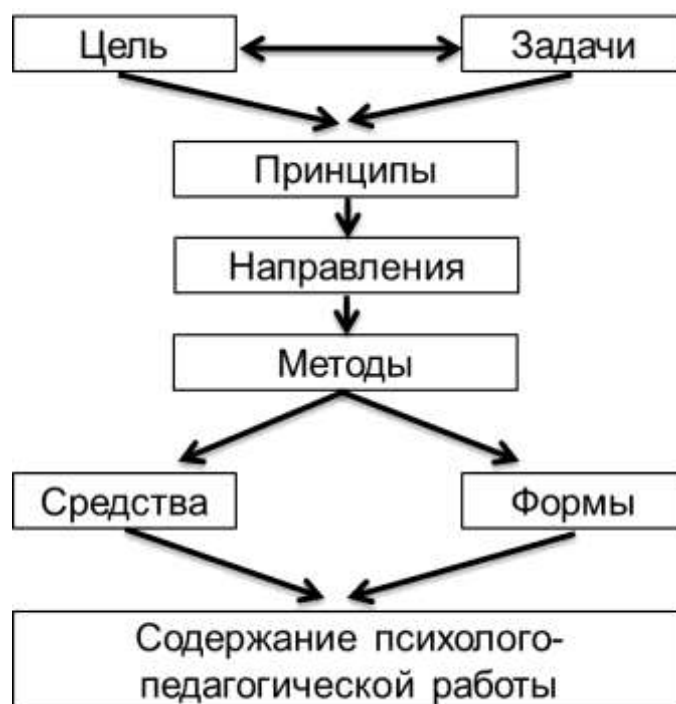 Цель
Задачи
Принципы
Направления
Методы
Средства
Формы
Содержание психолого-
педагогической работы